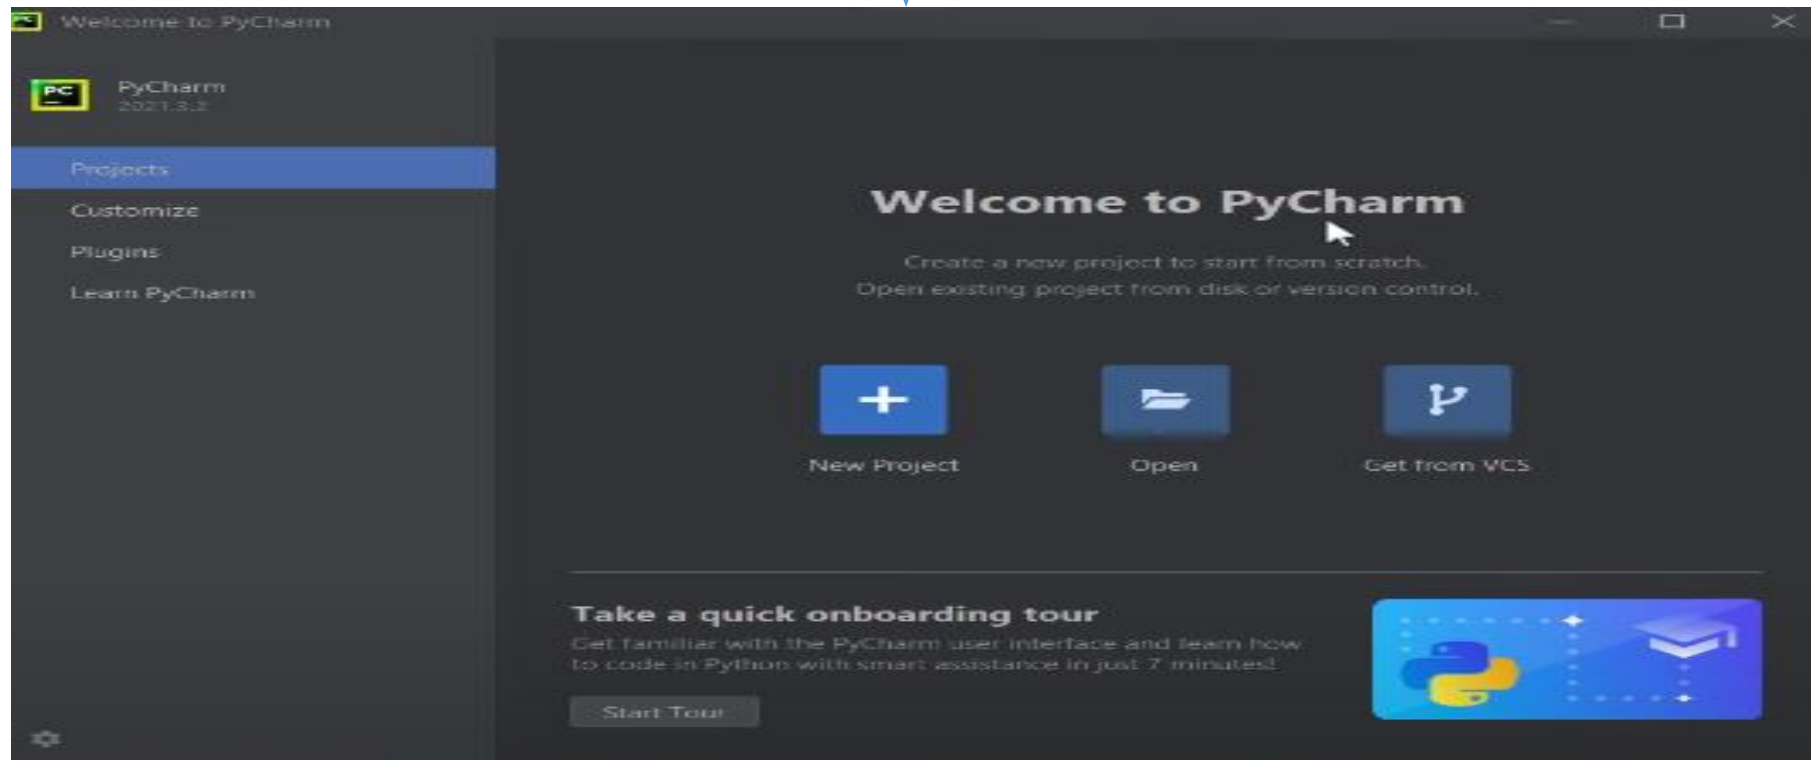 Welcome to PyCharm
PC
PyCharm
2021.3.2
Projects
Customize
Plugins
Learn PyCharm
Welcome to PyCharm
Create a new project to start from scratch.
Open existing project from disk or version control.
New Project
Open
Get from VCS
Take a quick onboarding tour
Get familiar with the PyCharm user interface and learn how
to code in Python with smart assistance in just 7 minutes!
Start Tour